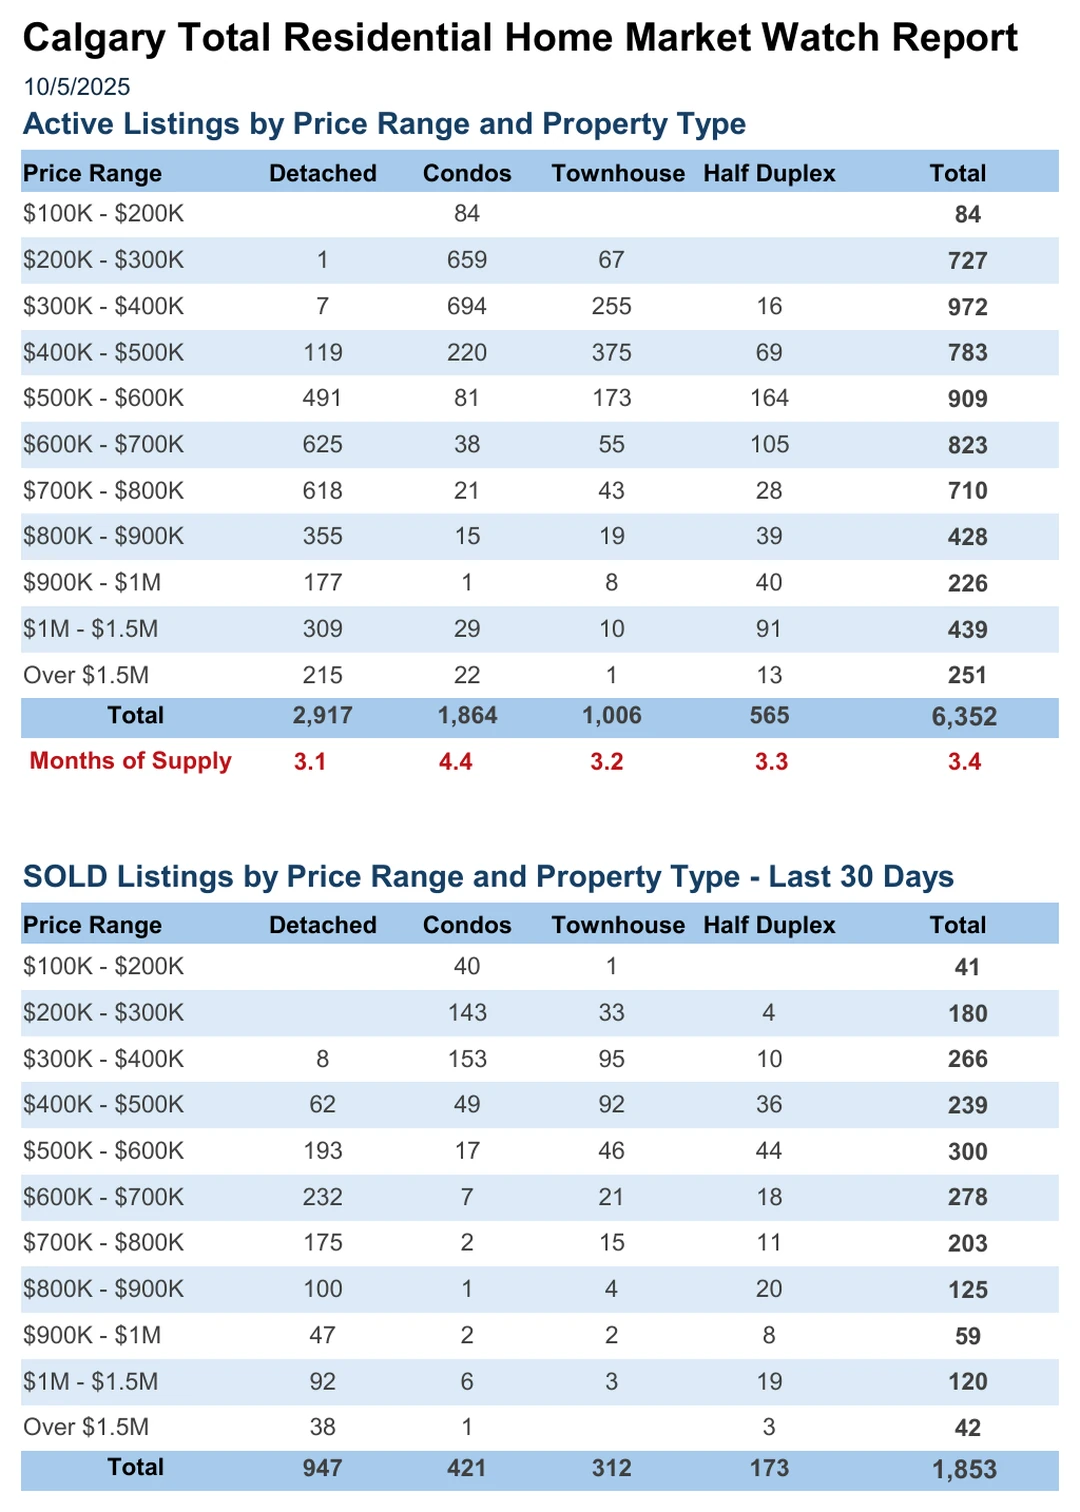 Calgary Total Residential Home Market Watch Report
10/5/2025
Active Listings by Price Range and Property Type
Price Range Detached Condos Townhouse Half Duplex Total
$100K - $200K 84 84
$200K - $300K 1 659 67 727
$300K - $400K 7 694 255 16 972
$400K - $500K 119 220 375 69 783
$500K - $600K 491 81 173 164 909
$600K - $700K 625 38 55 105 823
$700K - $800K 618 21 43 28 710
$800K - $900K 355 15 19 39 428
$900K - $1M 177 1 8 40 226
$1M - $1.5M 309 29 10 91 439
Over $1.5M 215 22 1 13 251
Total 2,917 1,864 1,006 565 6,352
Months of Supply 3.1 4.4 3.2 3.3 3.4
SOLD Listings by Price Range and Property Type - Last 30 Days
Price Range Detached Condos Townhouse Half Duplex Total
$100K - $200K 40 1 41
$200K - $300K 143 33 4 180
$300K - $400K 8 153 95 10 266
$400K - $500K 62 49 92 36 239
$500K - $600K 193 17 46 44 300
$600K - $700K 232 7 21 18 278
$700K - $800K 175 2 15 11 203
$800K - $900K 100 1 4 20 125
$900K - $1M 47 2 2 8 59
$1M - $1.5M 92 6 3 19 120
Over $1.5M 38 1 3 42
Total 947 421 312 173 1,853